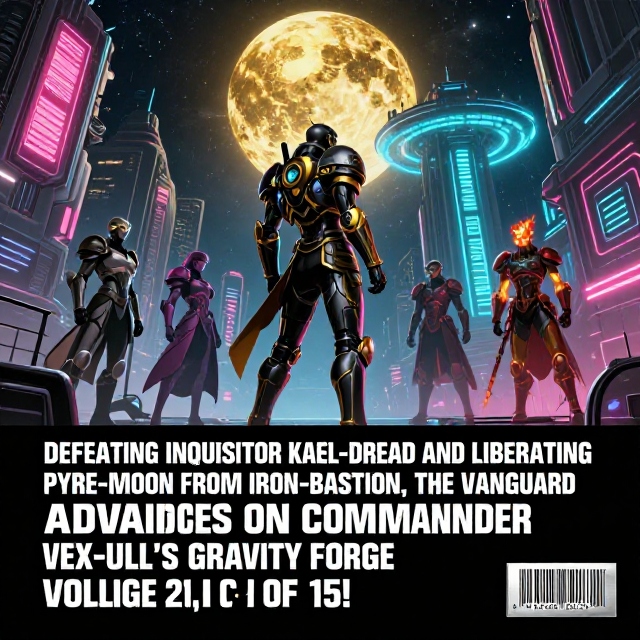 DEFEATING INQUISITOR KAEL-DREAD AND LIBERATING
PYRE-MOON FROM IRON-BASTION, THE VANGUARD
ADVAIDCES ON COMMANNDER
VEX-ULL'S GRAVITY FORGE
VOLLIGE 21,I C·I OF 15!